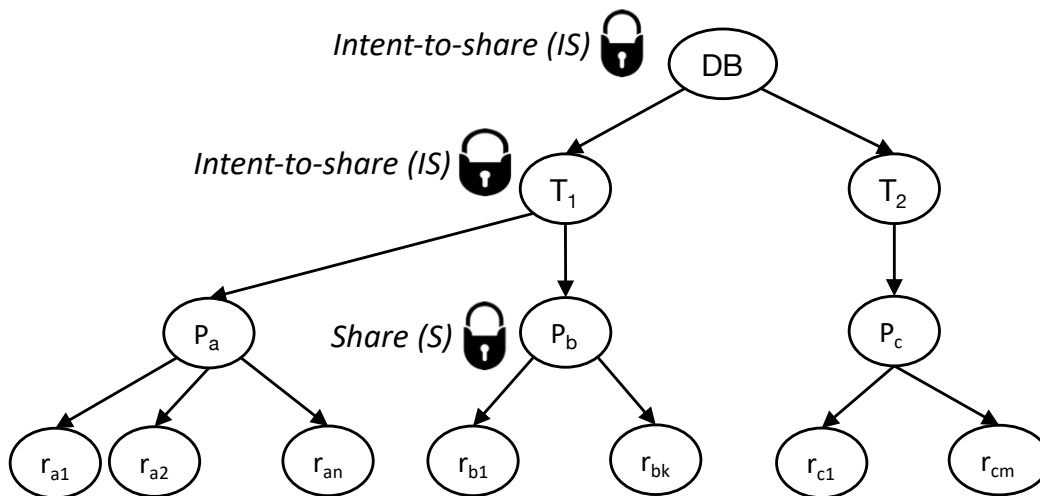 Intent-to-share (IS)
DB
Intent-to-share (IS)
T1
T2
Pa
Share (S)
Pb
Pc
ra1
ra2
ran
rb1
rbk
rc1
rcm